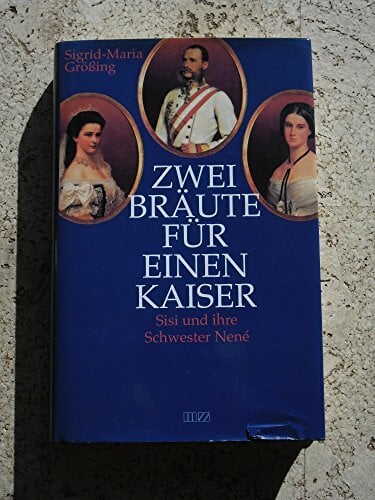 Sigrid-Maria
Größing
ZWEI
BRÄUTE
FÜR
EINEN
KAISER
Sisi und ihre
Schwester Nené